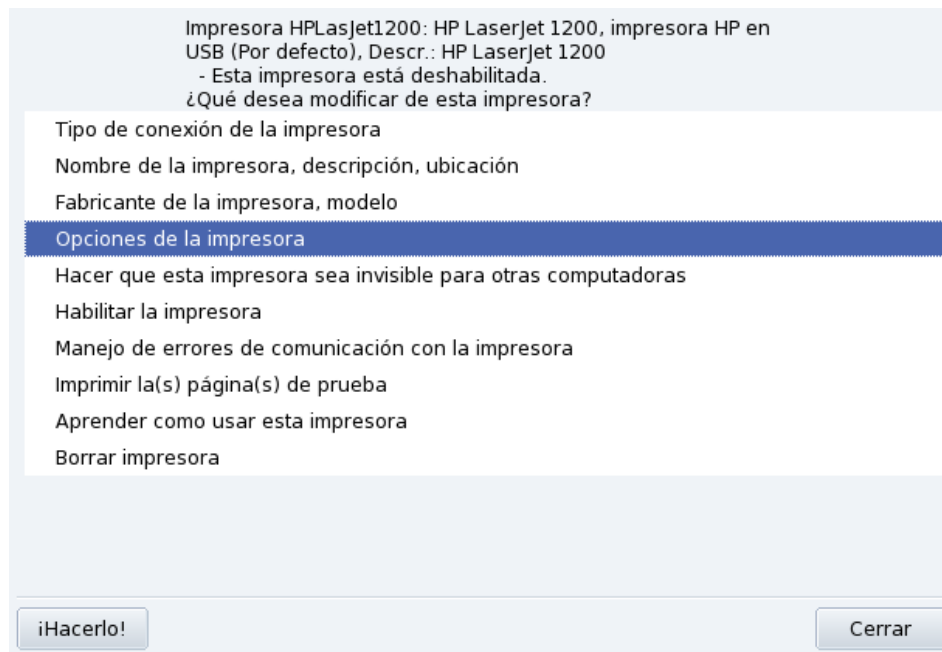 Impresora HPLasJet1200: HP LaserJet 1200, impresora HP en
USB (Por defecto), Descr.: HP LaserJet 1200
- Esta impresora está deshabilitada.
¿Qué desea modificar de esta impresora?
Tipo de conexión de la impresora
Nombre de la impresora, descripción, ubicación
Fabricante de la impresora, modelo
Opciones de la impresora
Hacer que esta impresora sea invisible para otras computadoras
Habilitar la impresora
Manejo de errores de comunicación con la impresora
Imprimir la(s) página(s) de prueba
Aprender como usar esta impresora
Borrar impresora
¡Hacerlo!
Cerrar